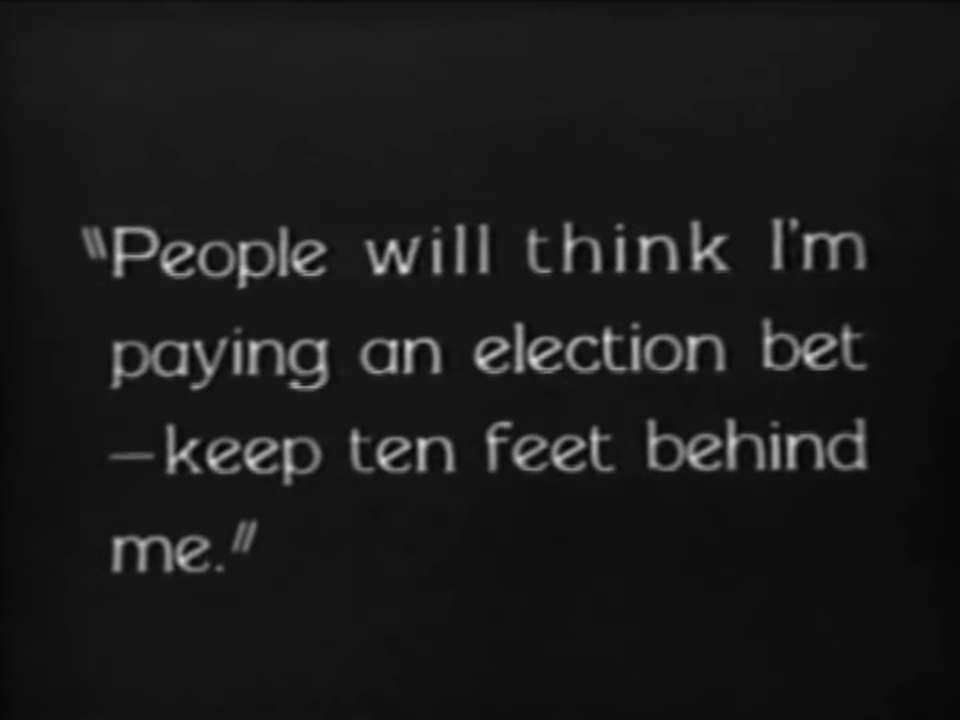 "People will think I'm
paying an election bet
—keep ten feet behind
me."